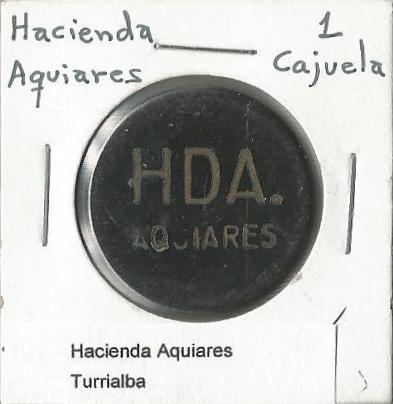 Hacienda
Aquiares
1
Cajuela
HDA.
AQUIARES
Hacienda Aquiares
Turrialba